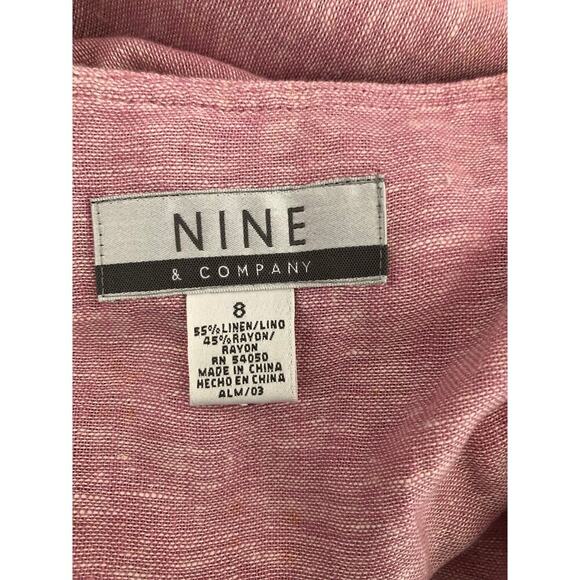 NINE
& COMPANY
8
55%LINEN/LINO
45%RAYON/
RAYON
RN 54050
MADE IN CHINA
HECHO EN CHINA
ALM/03